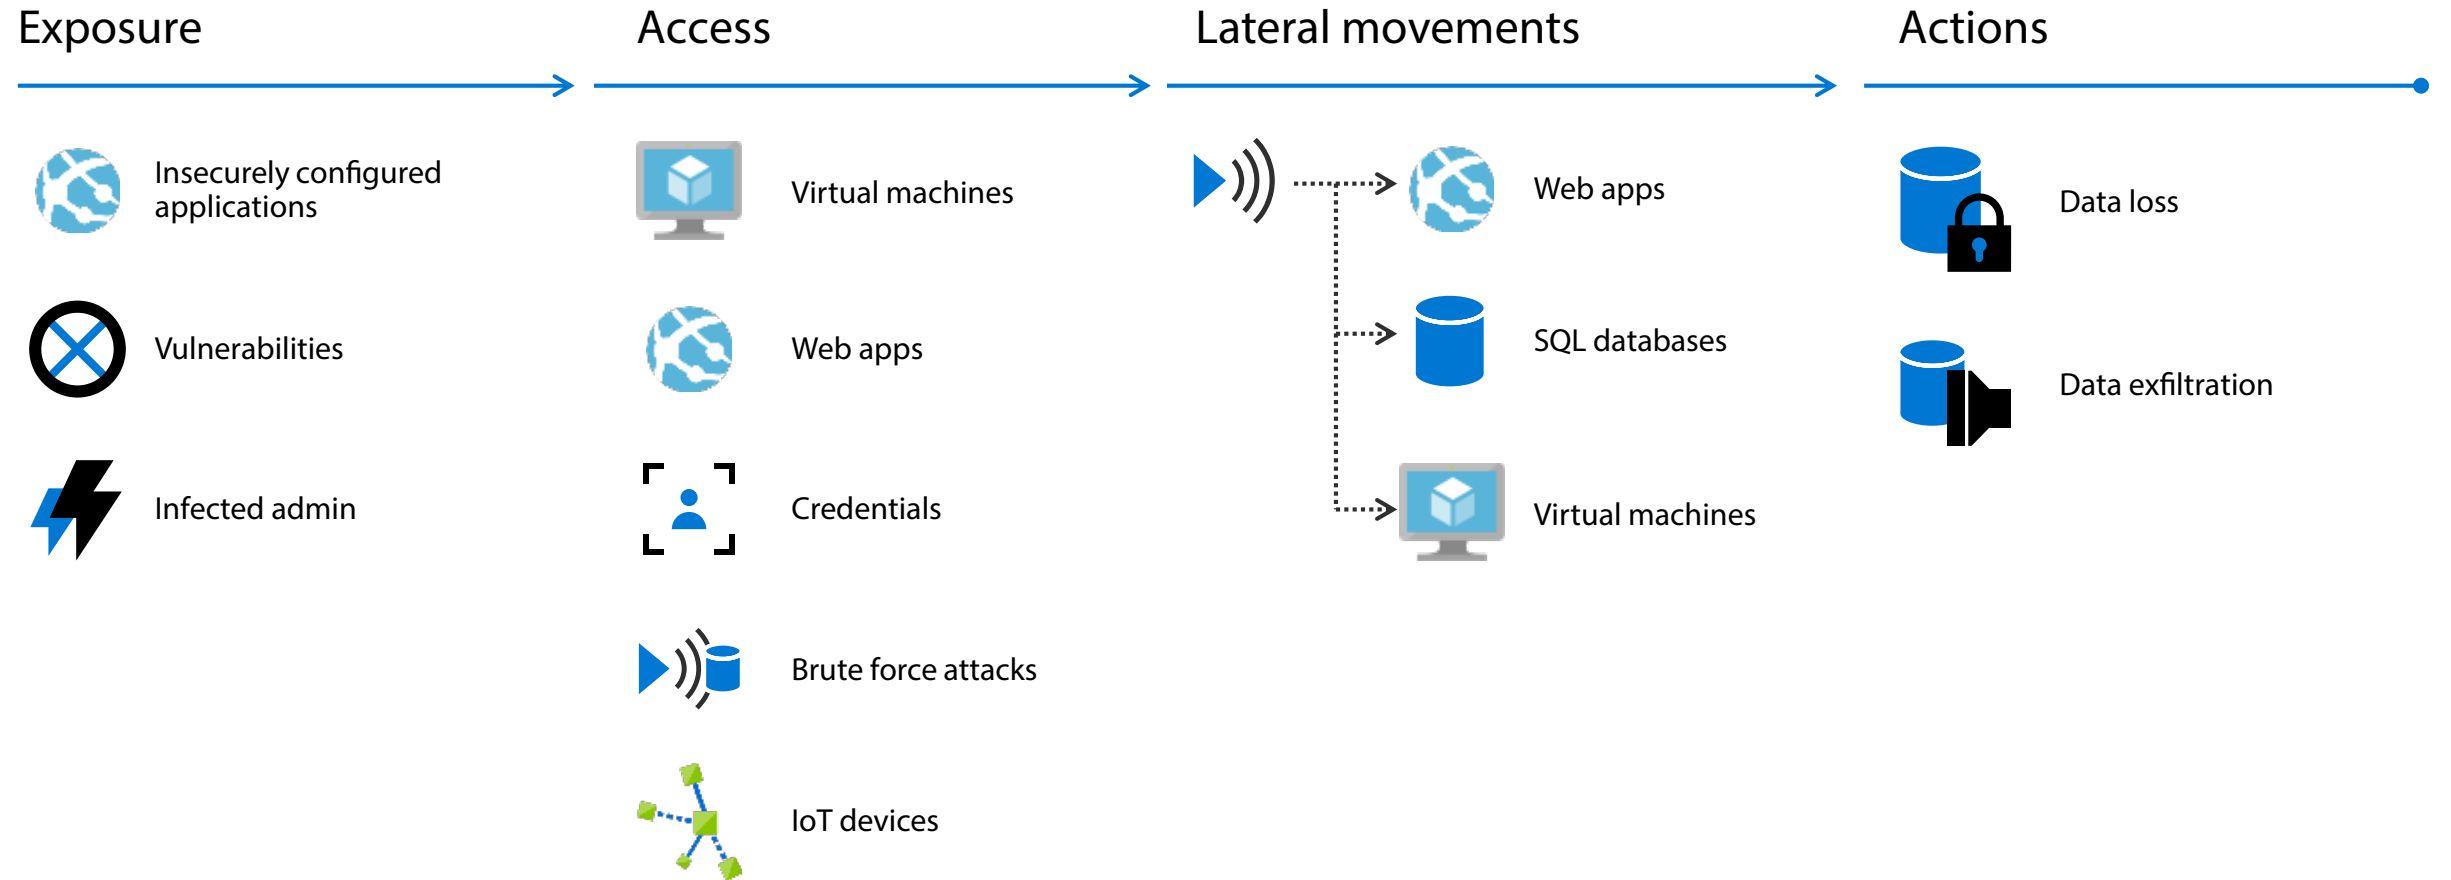 Exposure
Insecurely configured
applications
Vulnerabilities
Infected admin
Access
Virtual machines
Web apps
Credentials
Brute force attacks
IoT devices
Lateral movements
Web apps
SQL databases
Virtual machines
Actions
Data loss
Data exfiltration